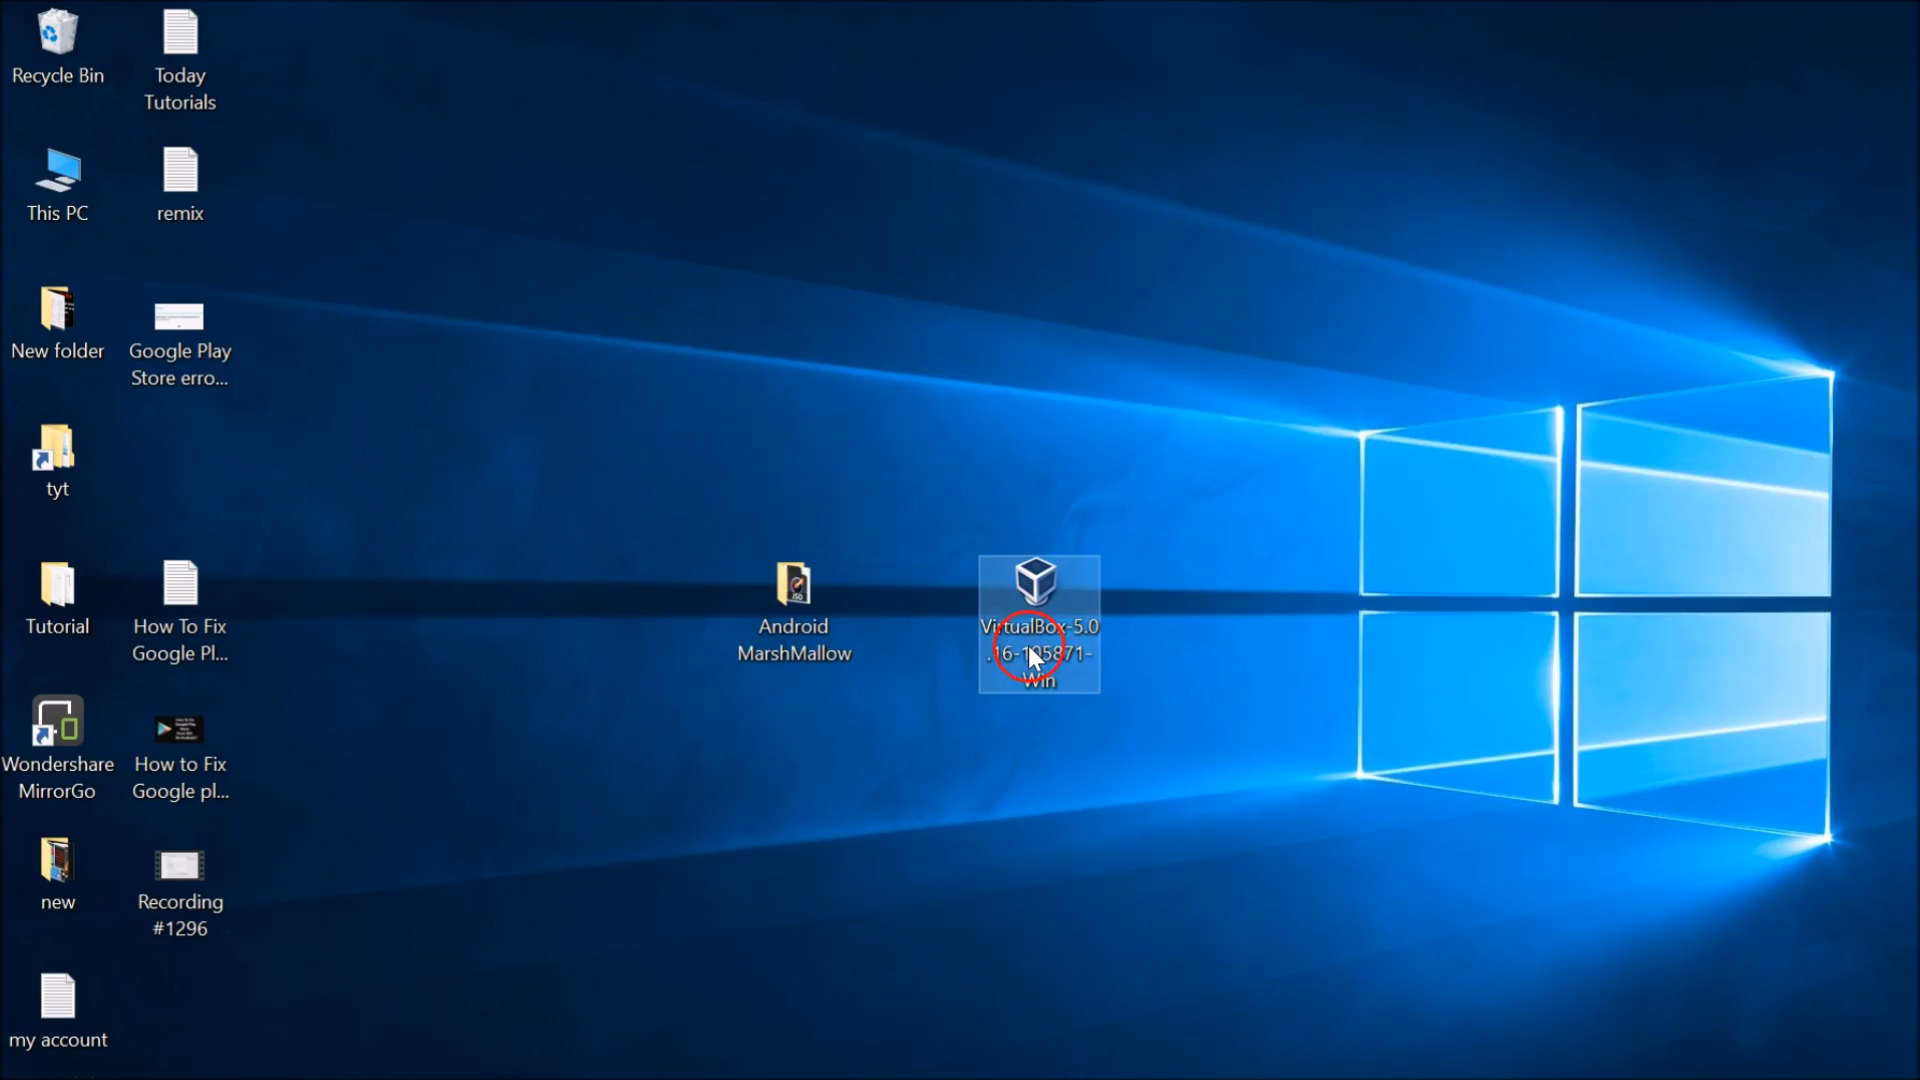 Recycle Bin
Today
Tutorials
This PC
remix
New folder
Google Play
Store erro...
tyt
Tutorial
How To Fix
Google Pl...
Android
MarshMallow
VirtualBox-5.0
.16-105871-
Win
Wondershare
MirrorGo
How to Fix
Google pl...
new
Recording
#1296
my account